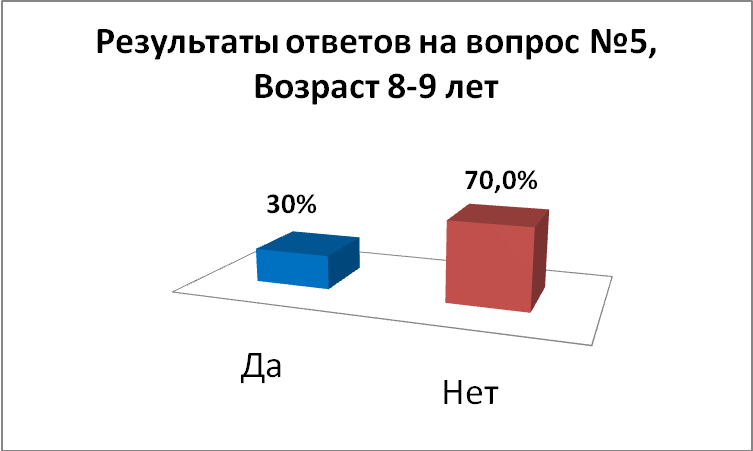 Результаты ответов на вопрос №5,
Возраст 8-9 лет
70,0%
30%
Да
Нет